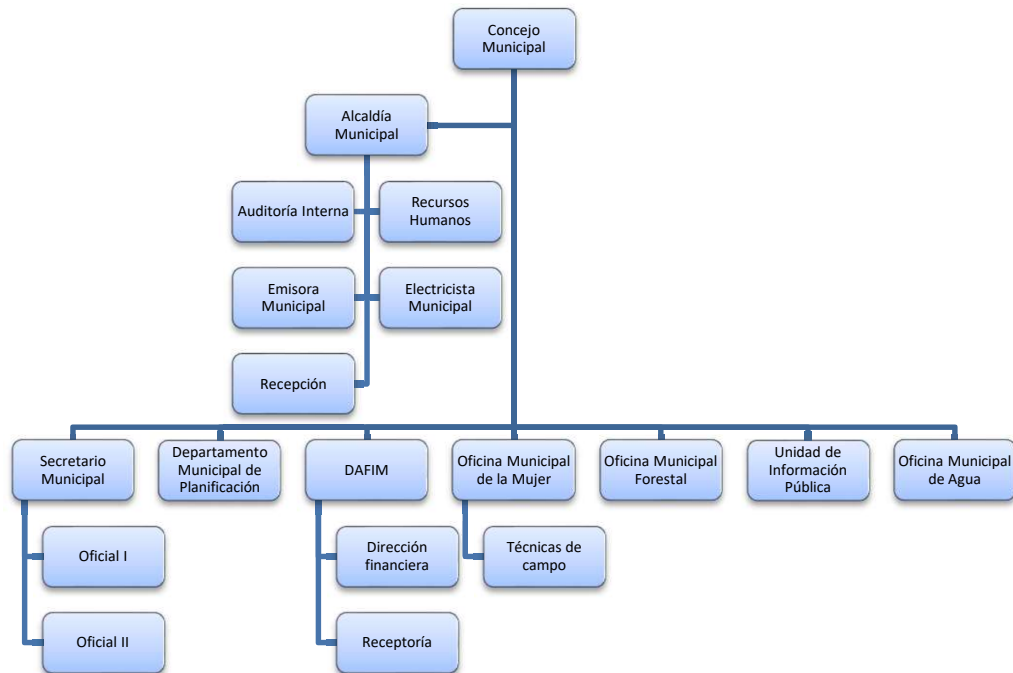 Concejo
Municipal
Alcaldía
Municipal
Auditoría Interna
Recursos
Humanos
Emisora
Municipal
Electricista
Municipal
Recepción
Secretario
Municipal
Departamento
Municipal de
Planificación
DAFIM
Oficina Municipal
de la Mujer
Oficina Municipal
Forestal
Unidad de
Información
Pública
Oficina Municipal
de Agua
Oficial I
Oficial II
Dirección
financiera
Receptoría
Técnicas de
campo